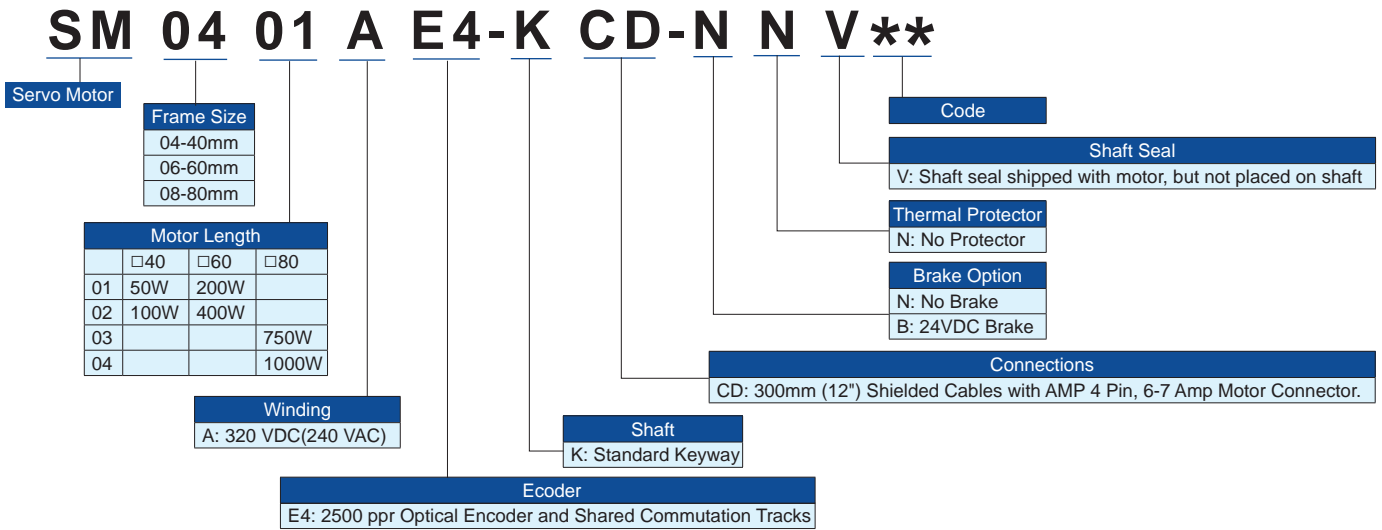 SM 04 01 A E4-K CD-N N V**
Servo Motor
Frame Size
04-40mm
06-60mm
08-80mm
Code
Shaft Seal
V: Shaft seal shipped with motor, but not placed on shaft
Motor Length
□40 □60 □80
01 50W 200W
02 100W 400W
03 750W
04 1000W
Thermal Protector
N: No Protector
Brake Option
N: No Brake
B: 24VDC Brake
Connections
CD: 300mm (12") Shielded Cables with AMP 4 Pin, 6-7 Amp Motor Connector.
Winding
A: 320 VDC(240 VAC)
Shaft
K: Standard Keyway
Ecoder
E4: 2500 ppr Optical Encoder and Shared Commutation Tracks